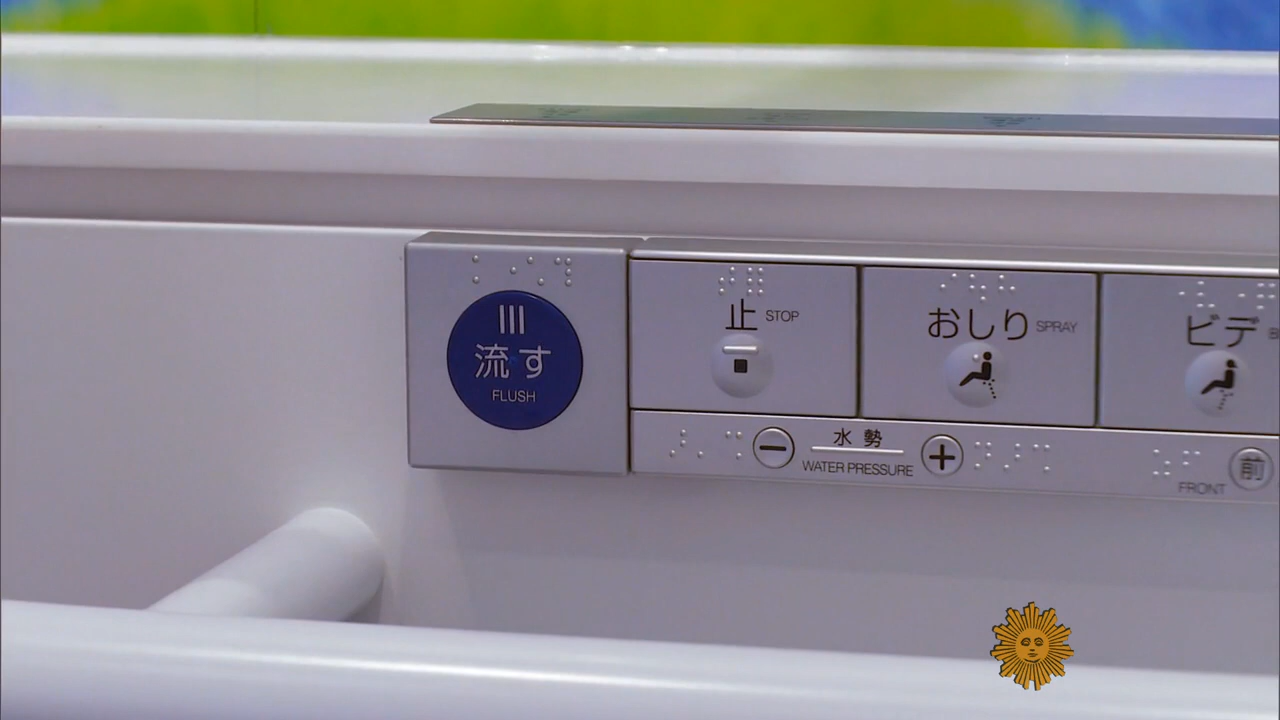 流す
FLUSH
止 STOP
おしり SPRAY
ビデ
水勢
WATER PRESSURE
FRONT
前